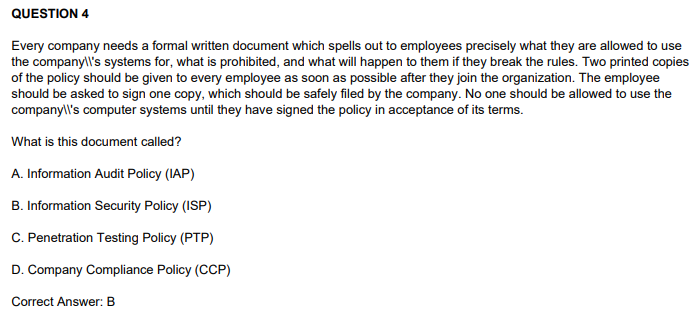 QUESTION 4
Every company needs a formal written document which spells out to employees precisely what they are allowed to use
the company\\'s systems for, what is prohibited, and what will happen to them if they break the rules. Two printed copies
of the policy should be given to every employee as soon as possible after they join the organization. The employee
should be asked to sign one copy, which should be safely filed by the company. No one should be allowed to use the
company\\'s computer systems until they have signed the policy in acceptance of its terms.
What is this document called?
A. Information Audit Policy (IAP)
B. Information Security Policy (ISP)
C. Penetration Testing Policy (PTP)
D. Company Compliance Policy (CCP)
Correct Answer: B